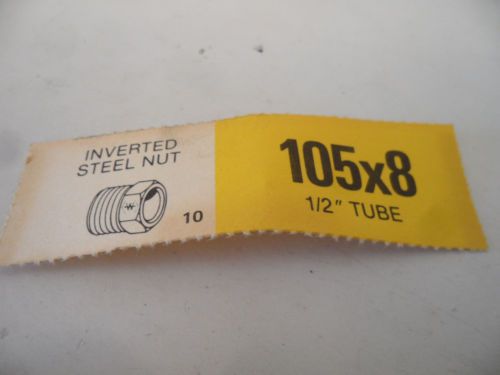 INVERTED
STEEL NUT
10
105x8
1/2" TUBE